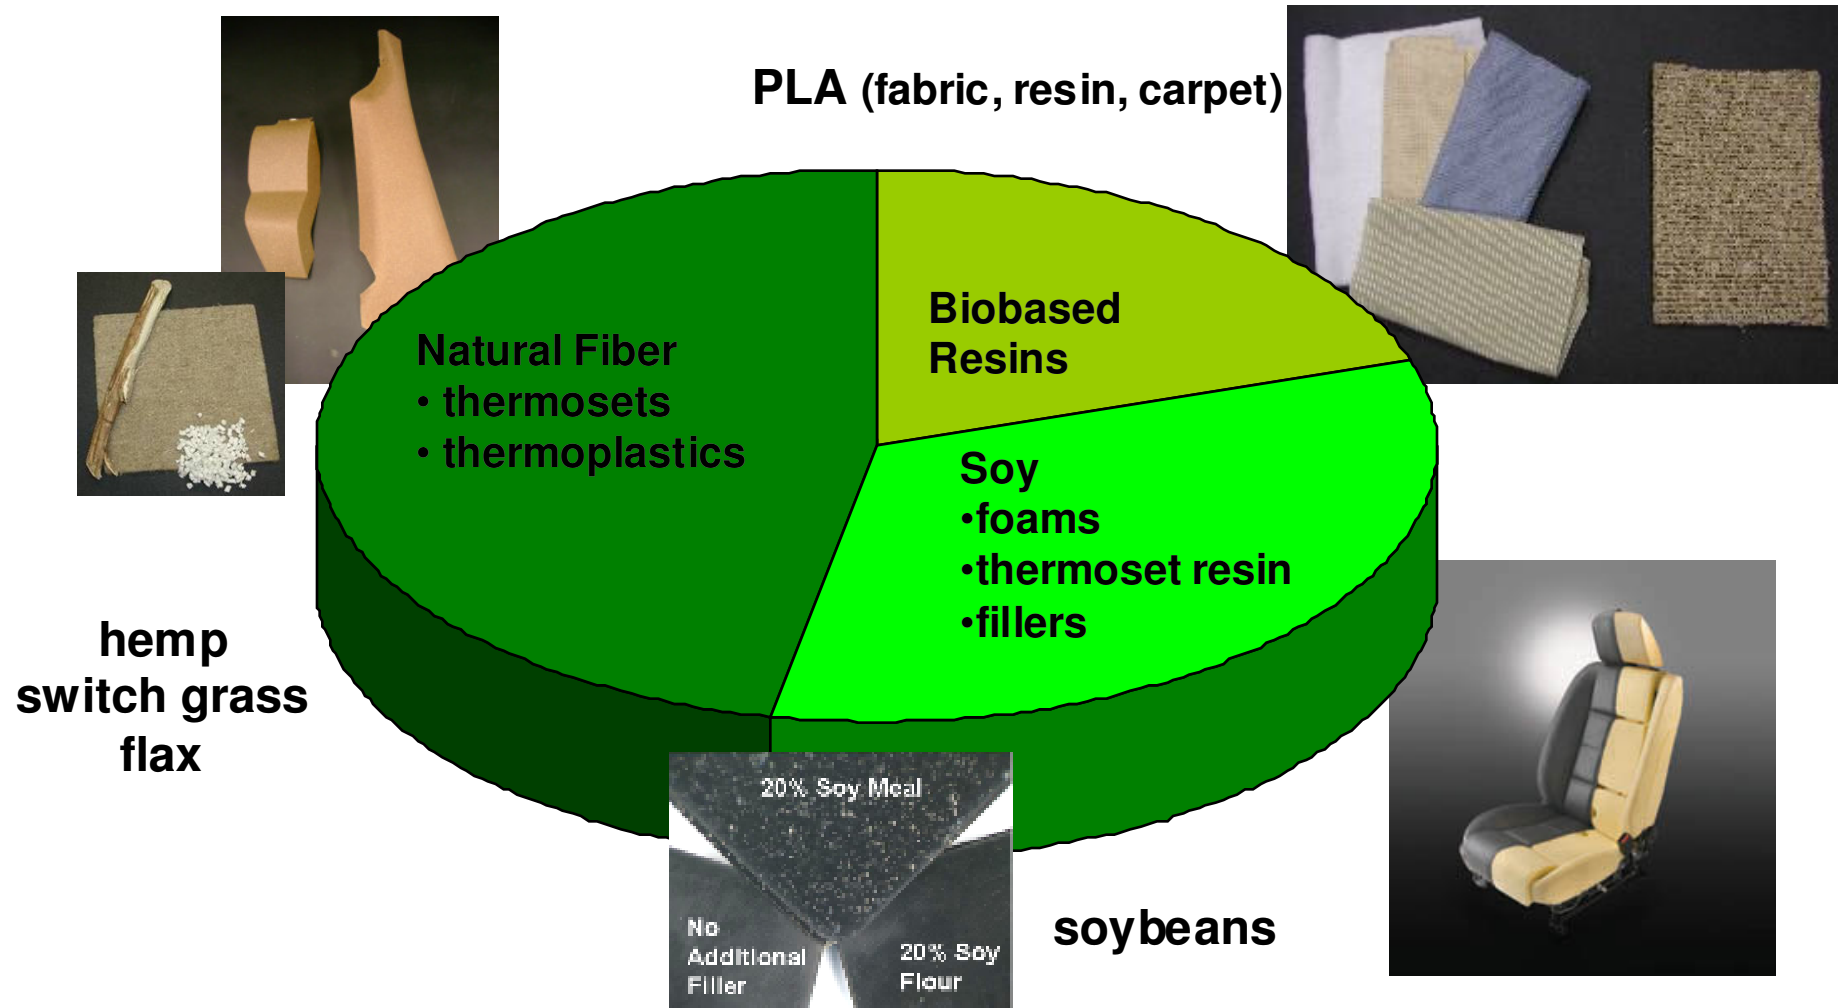 PLA (fabric, resin, carpet)
Biobased
Resins
Natural Fiber
• thermosets
• thermoplastics
Soy
•foams
•thermoset resin
•fillers
hemp
switch grass
flax
20% Soy Meal
No
Additional
Filler
20% Soy
Flour
soybeans